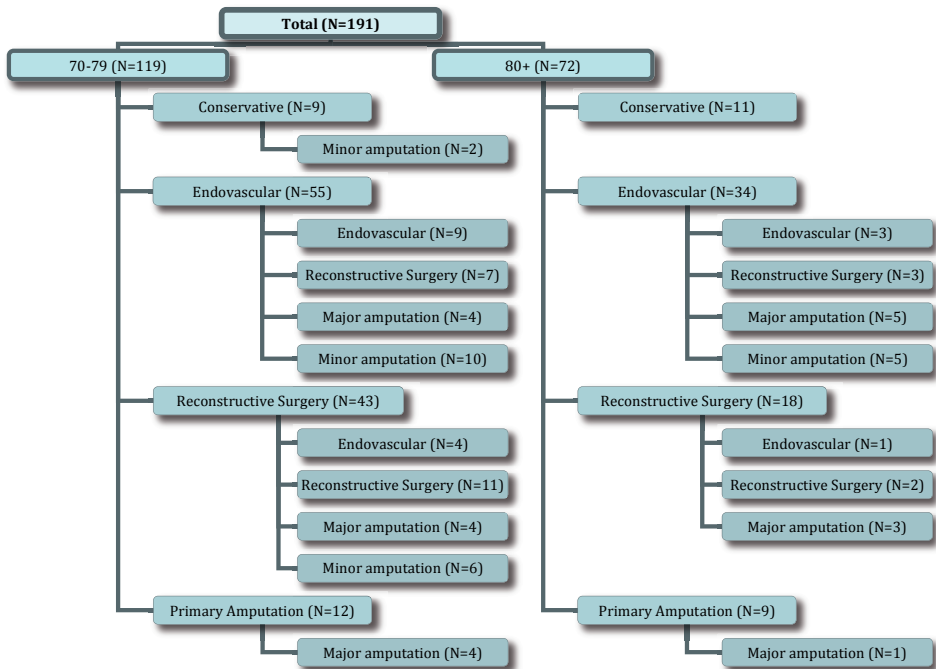 Total (N=191)
70-79 (N=119)
Conservative (N=9)
Minor amputation (N=2)
Endovascular (N=55)
Endovascular (N=9)
Reconstructive Surgery (N=7)
Major amputation (N=4)
Minor amputation (N=10)
Reconstructive Surgery (N=43)
Endovascular (N=4)
Reconstructive Surgery (N=11)
Major amputation (N=4)
Minor amputation (N=6)
Primary Amputation (N=12)
Major amputation (N=4)
80+ (N=72)
Conservative (N=11)
Endovascular (N=34)
Endovascular (N=3)
Reconstructive Surgery (N=3)
Major amputation (N=5)
Minor amputation (N=5)
Reconstructive Surgery (N=18)
Endovascular (N=1)
Reconstructive Surgery (N=2)
Major amputation (N=3)
Primary Amputation (N=9)
Major amputation (N=1)